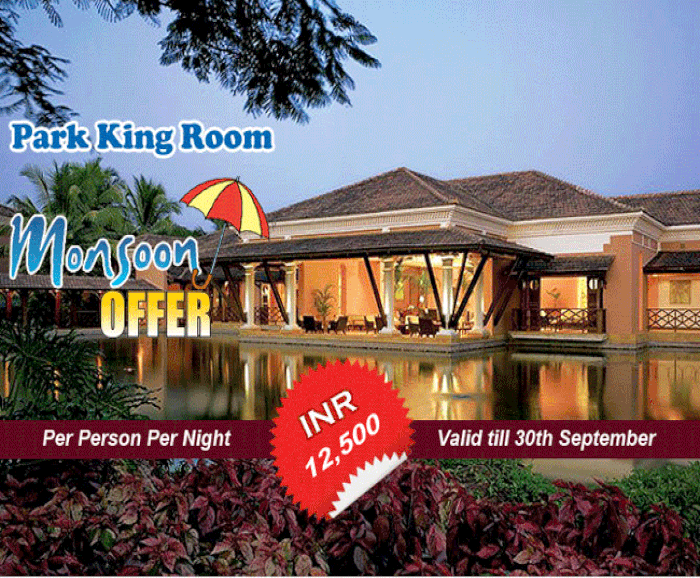 Park King Room
Monsoon
OFFER
INR
12,500
Per Person Per Night
Valid till 30th September